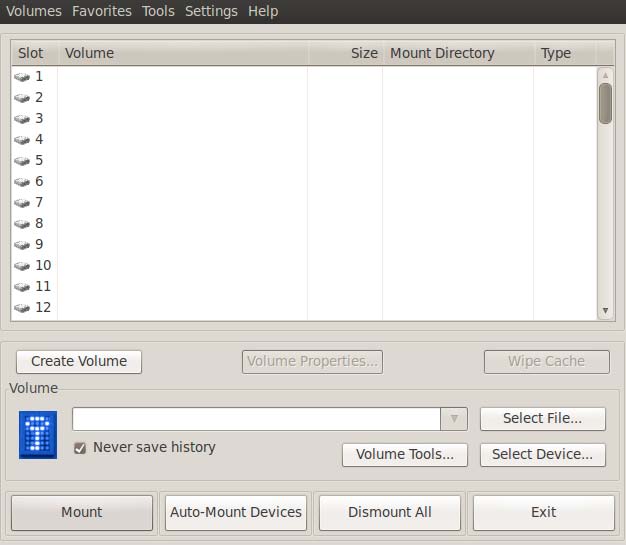 Volumes Favorites Tools Settings Help
Slot Volume Size Mount Directory Type
1
2
3
4
5
6
7
8
9
10
11
12
Create Volume Volume Properties... Wipe Cache
Volume
Select File...
Never save history
Volume Tools... Select Device...
Mount Auto-Mount Devices Dismount All Exit